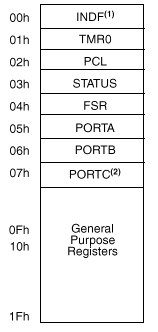 00h INDF(1)
01h TMR0
02h PCL
03h STATUS
04h FSR
05h PORTA
06h PORTB
07h PORTC(2)
0Fh General
10h Purpose
Registers
1Fh